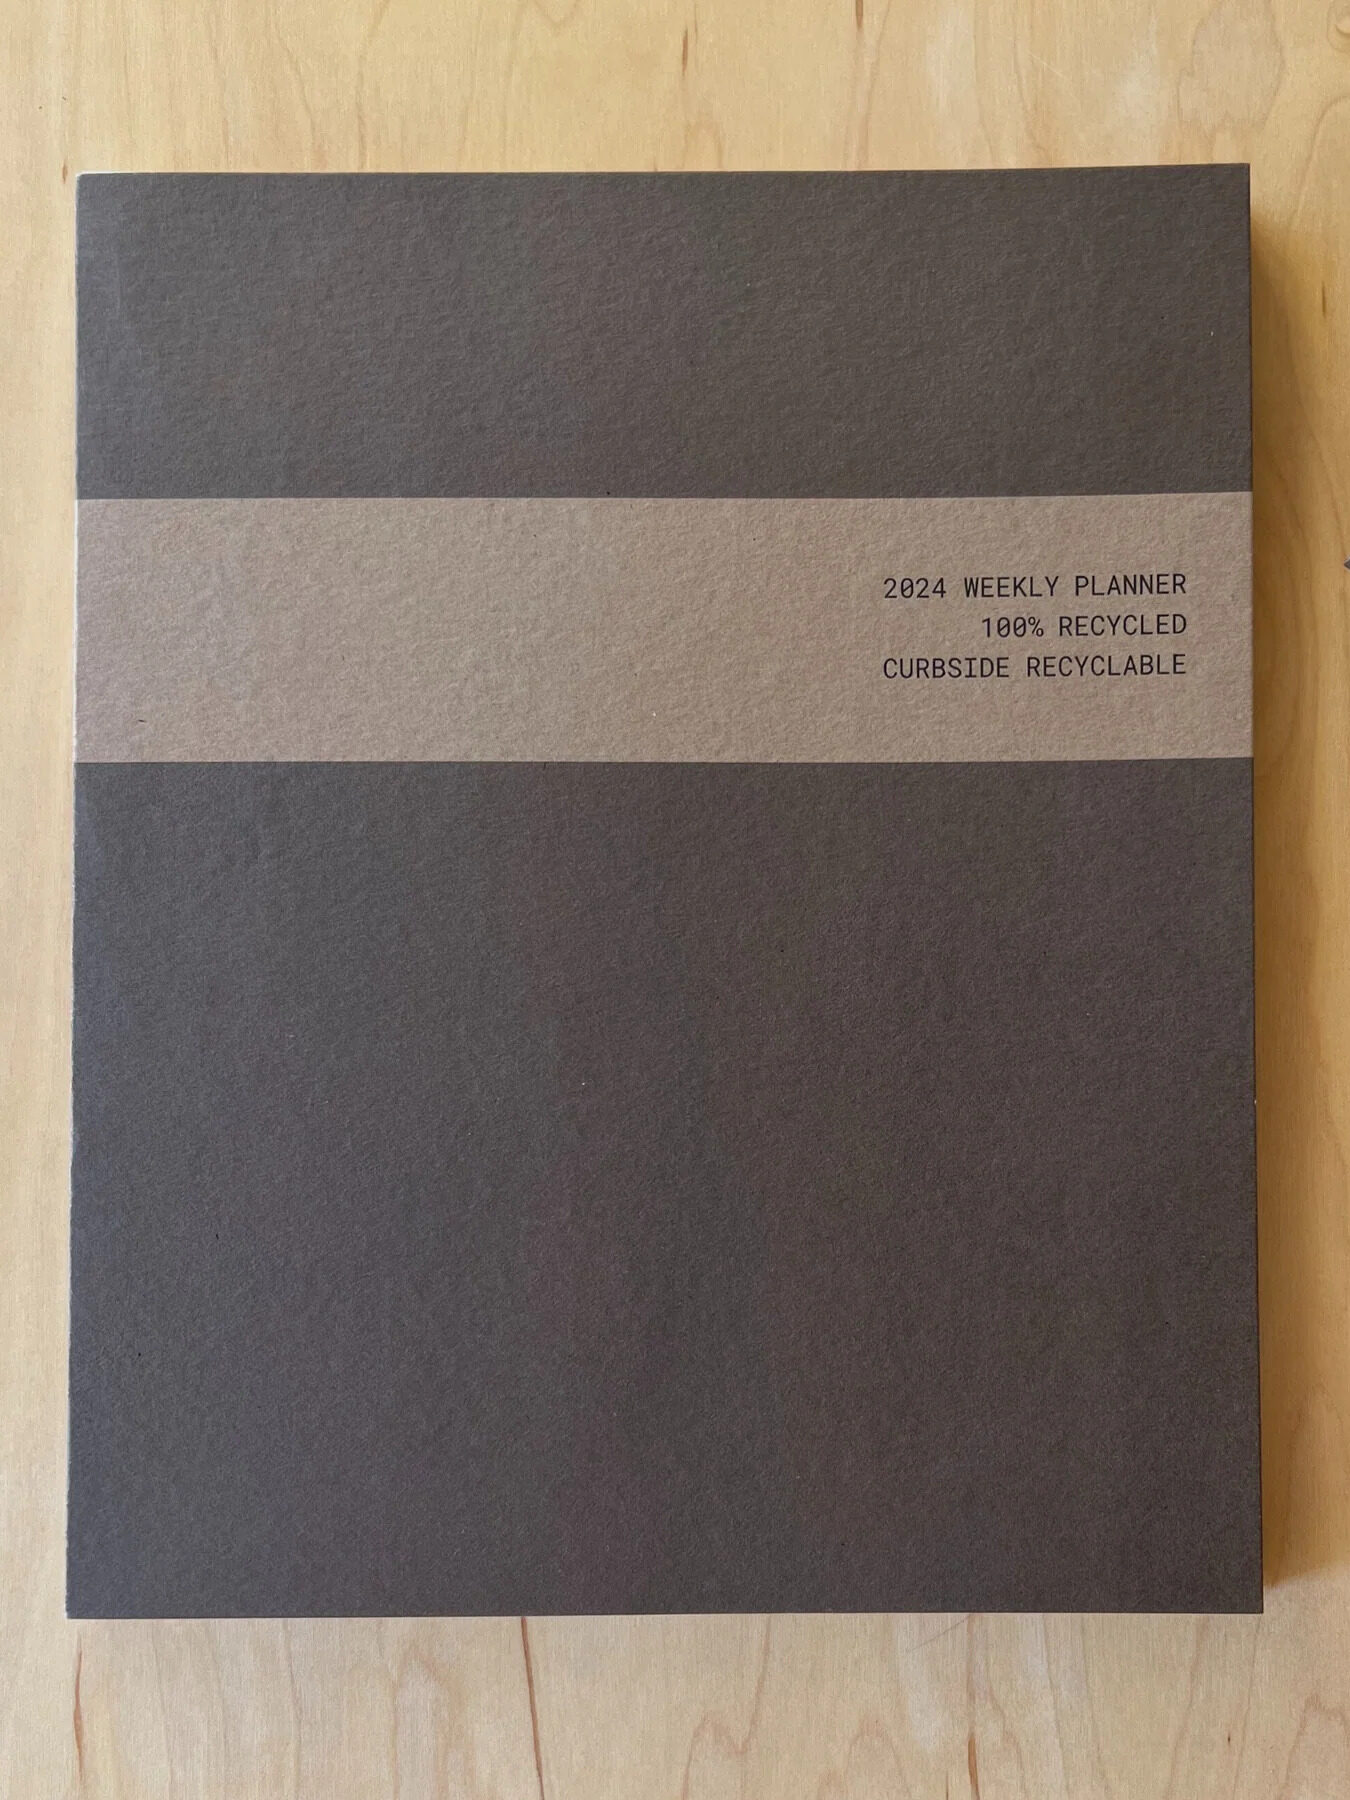 2024 WEEKLY PLANNER
100% RECYCLED
CURBSIDE RECYCLABLE